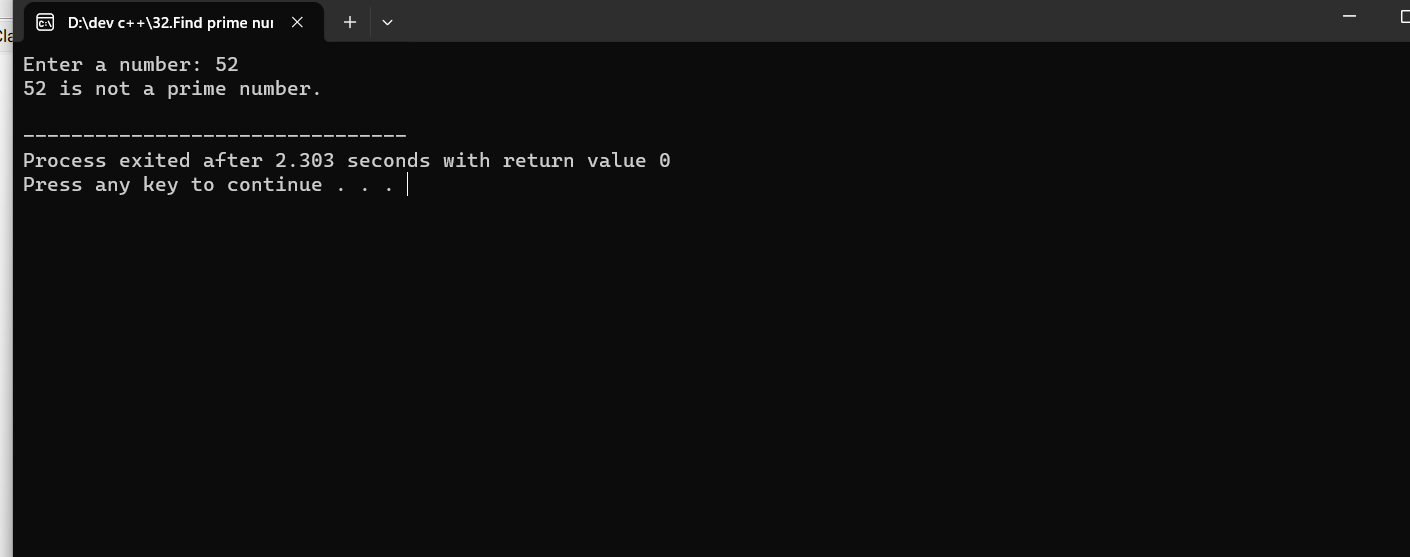 Cla
D:\dev c++\32.Find prime nur
Enter a number: 52
52 is not a prime number.
--------------------------------
Process exited after 2.303 seconds with return value 0
Press any key to continue . . .